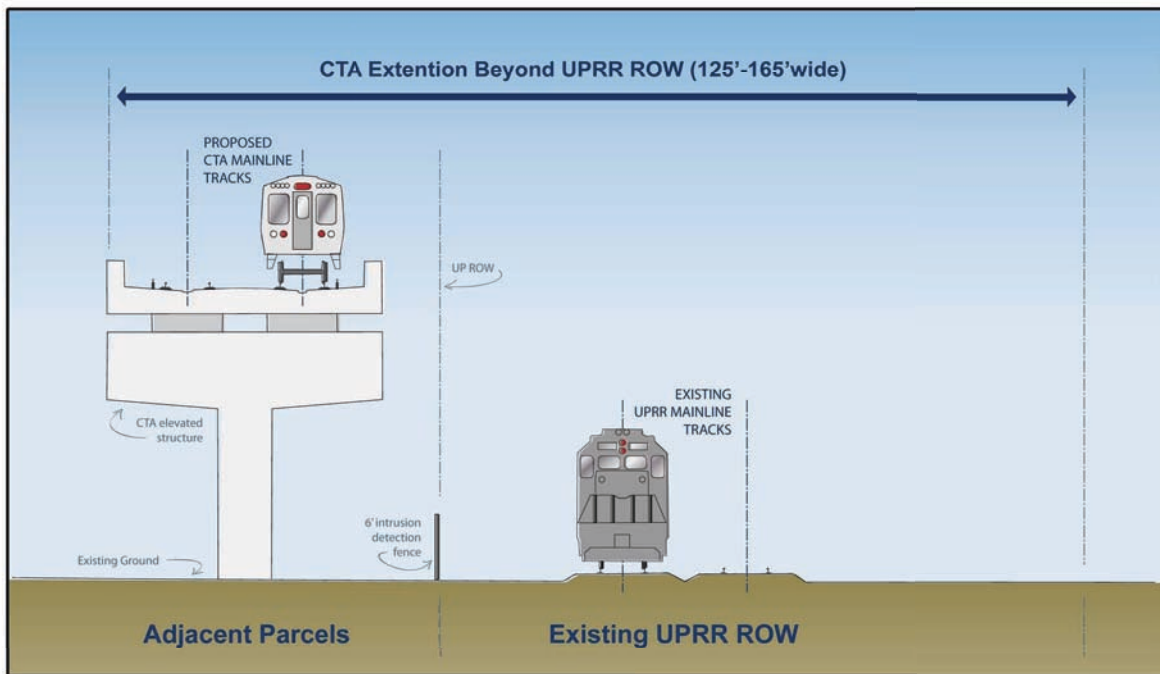 CTA Extention Beyond UPRR ROW (125'-165'wide)
PROPOSED
CTA MAINLINE
TRACKS
UP ROW
EXISTING
UPRR MAINLINE
TRACKS
CTA elevated
structure
6' intrusion
detection
fence
Existing Ground
Adjacent Parcels
Existing UPRR ROW